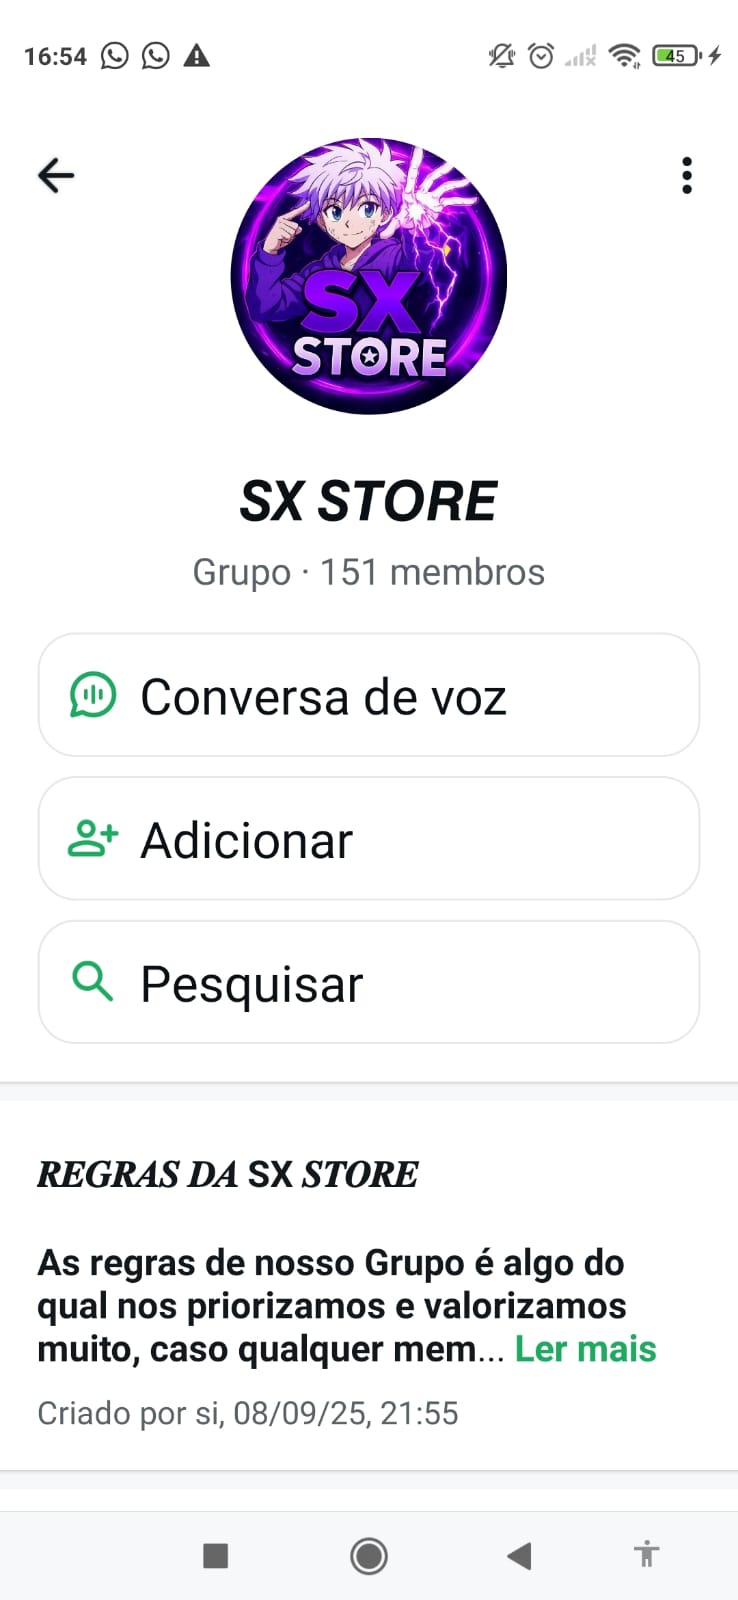 16:54
45
SX
STORE
SX STORE
Grupo · 151 membros
Conversa de voz
Adicionar
Pesquisar
REGRAS DA SX STORE
As regras de nosso Grupo é algo do
qual nos priorizamos e valorizamos
muito, caso qualquer mem... Ler mais
Criado por si, 08/09/25, 21:55